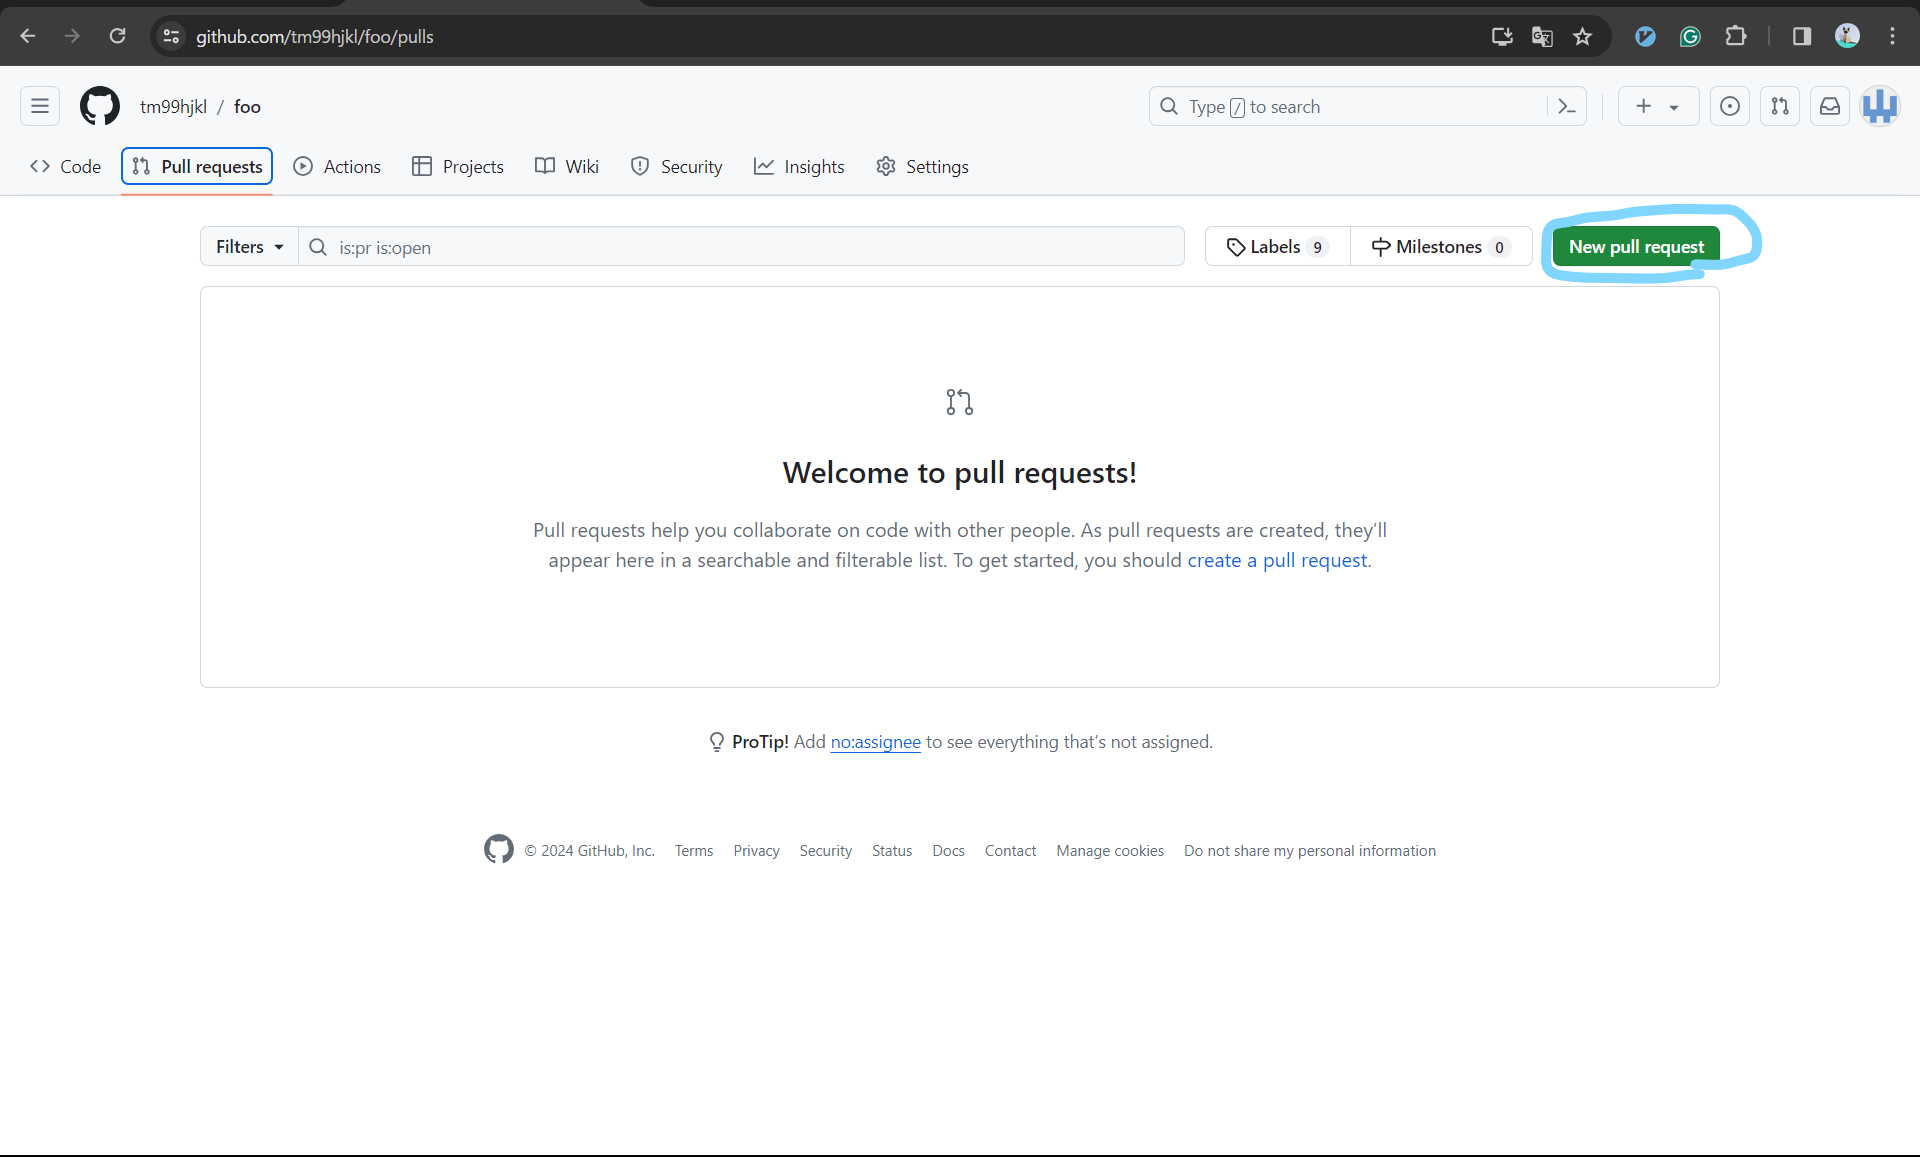 github.com/tm99hjkl/foo/pulls
tm99hjkl / foo
Type / to search
Code Pull requests Actions Projects Wiki Security Insights Settings
Filters is:pr is:open Labels 9 Milestones 0 New pull request
Welcome to pull requests!
Pull requests help you collaborate on code with other people. As pull requests are created, they’ll
appear here in a searchable and filterable list. To get started, you should create a pull request.
ProTip! Add no:assignee to see everything that’s not assigned.
© 2024 GitHub, Inc. Terms Privacy Security Status Docs Contact Manage cookies Do not share my personal information